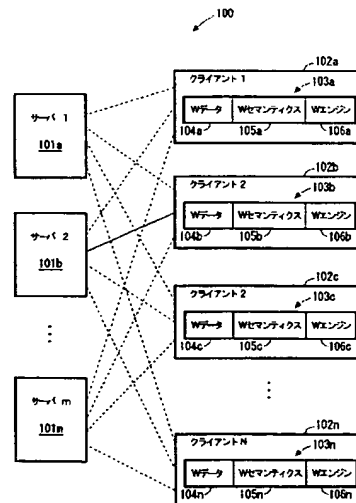 100
サーバ 1
101a
サーバ 2
101b
サーバ m
101m
102a
クライアント 1
103a
Wデータ Wセマンティクス Wエンジン
104a 105a 106a
102b
クライアント 2
103b
Wデータ Wセマンティクス Wエンジン
104b 105b 106b
102c
クライアント 2
103c
Wデータ Wセマンティクス Wエンジン
104c 105c 106c
102n
クライアント N
103n
Wデータ Wセマンティクス Wエンジン
104n 105n 106n